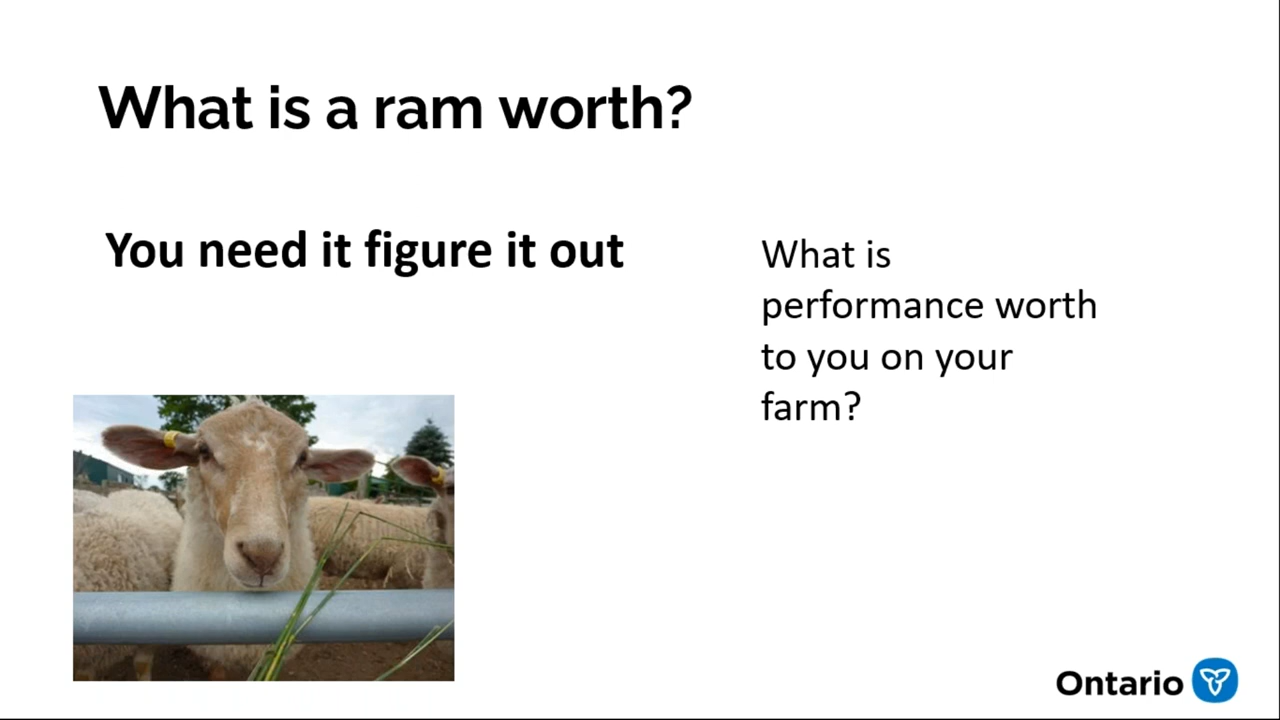 What is a ram worth?
You need it figure it out
What is
performance worth
to you on your
farm?
Ontario